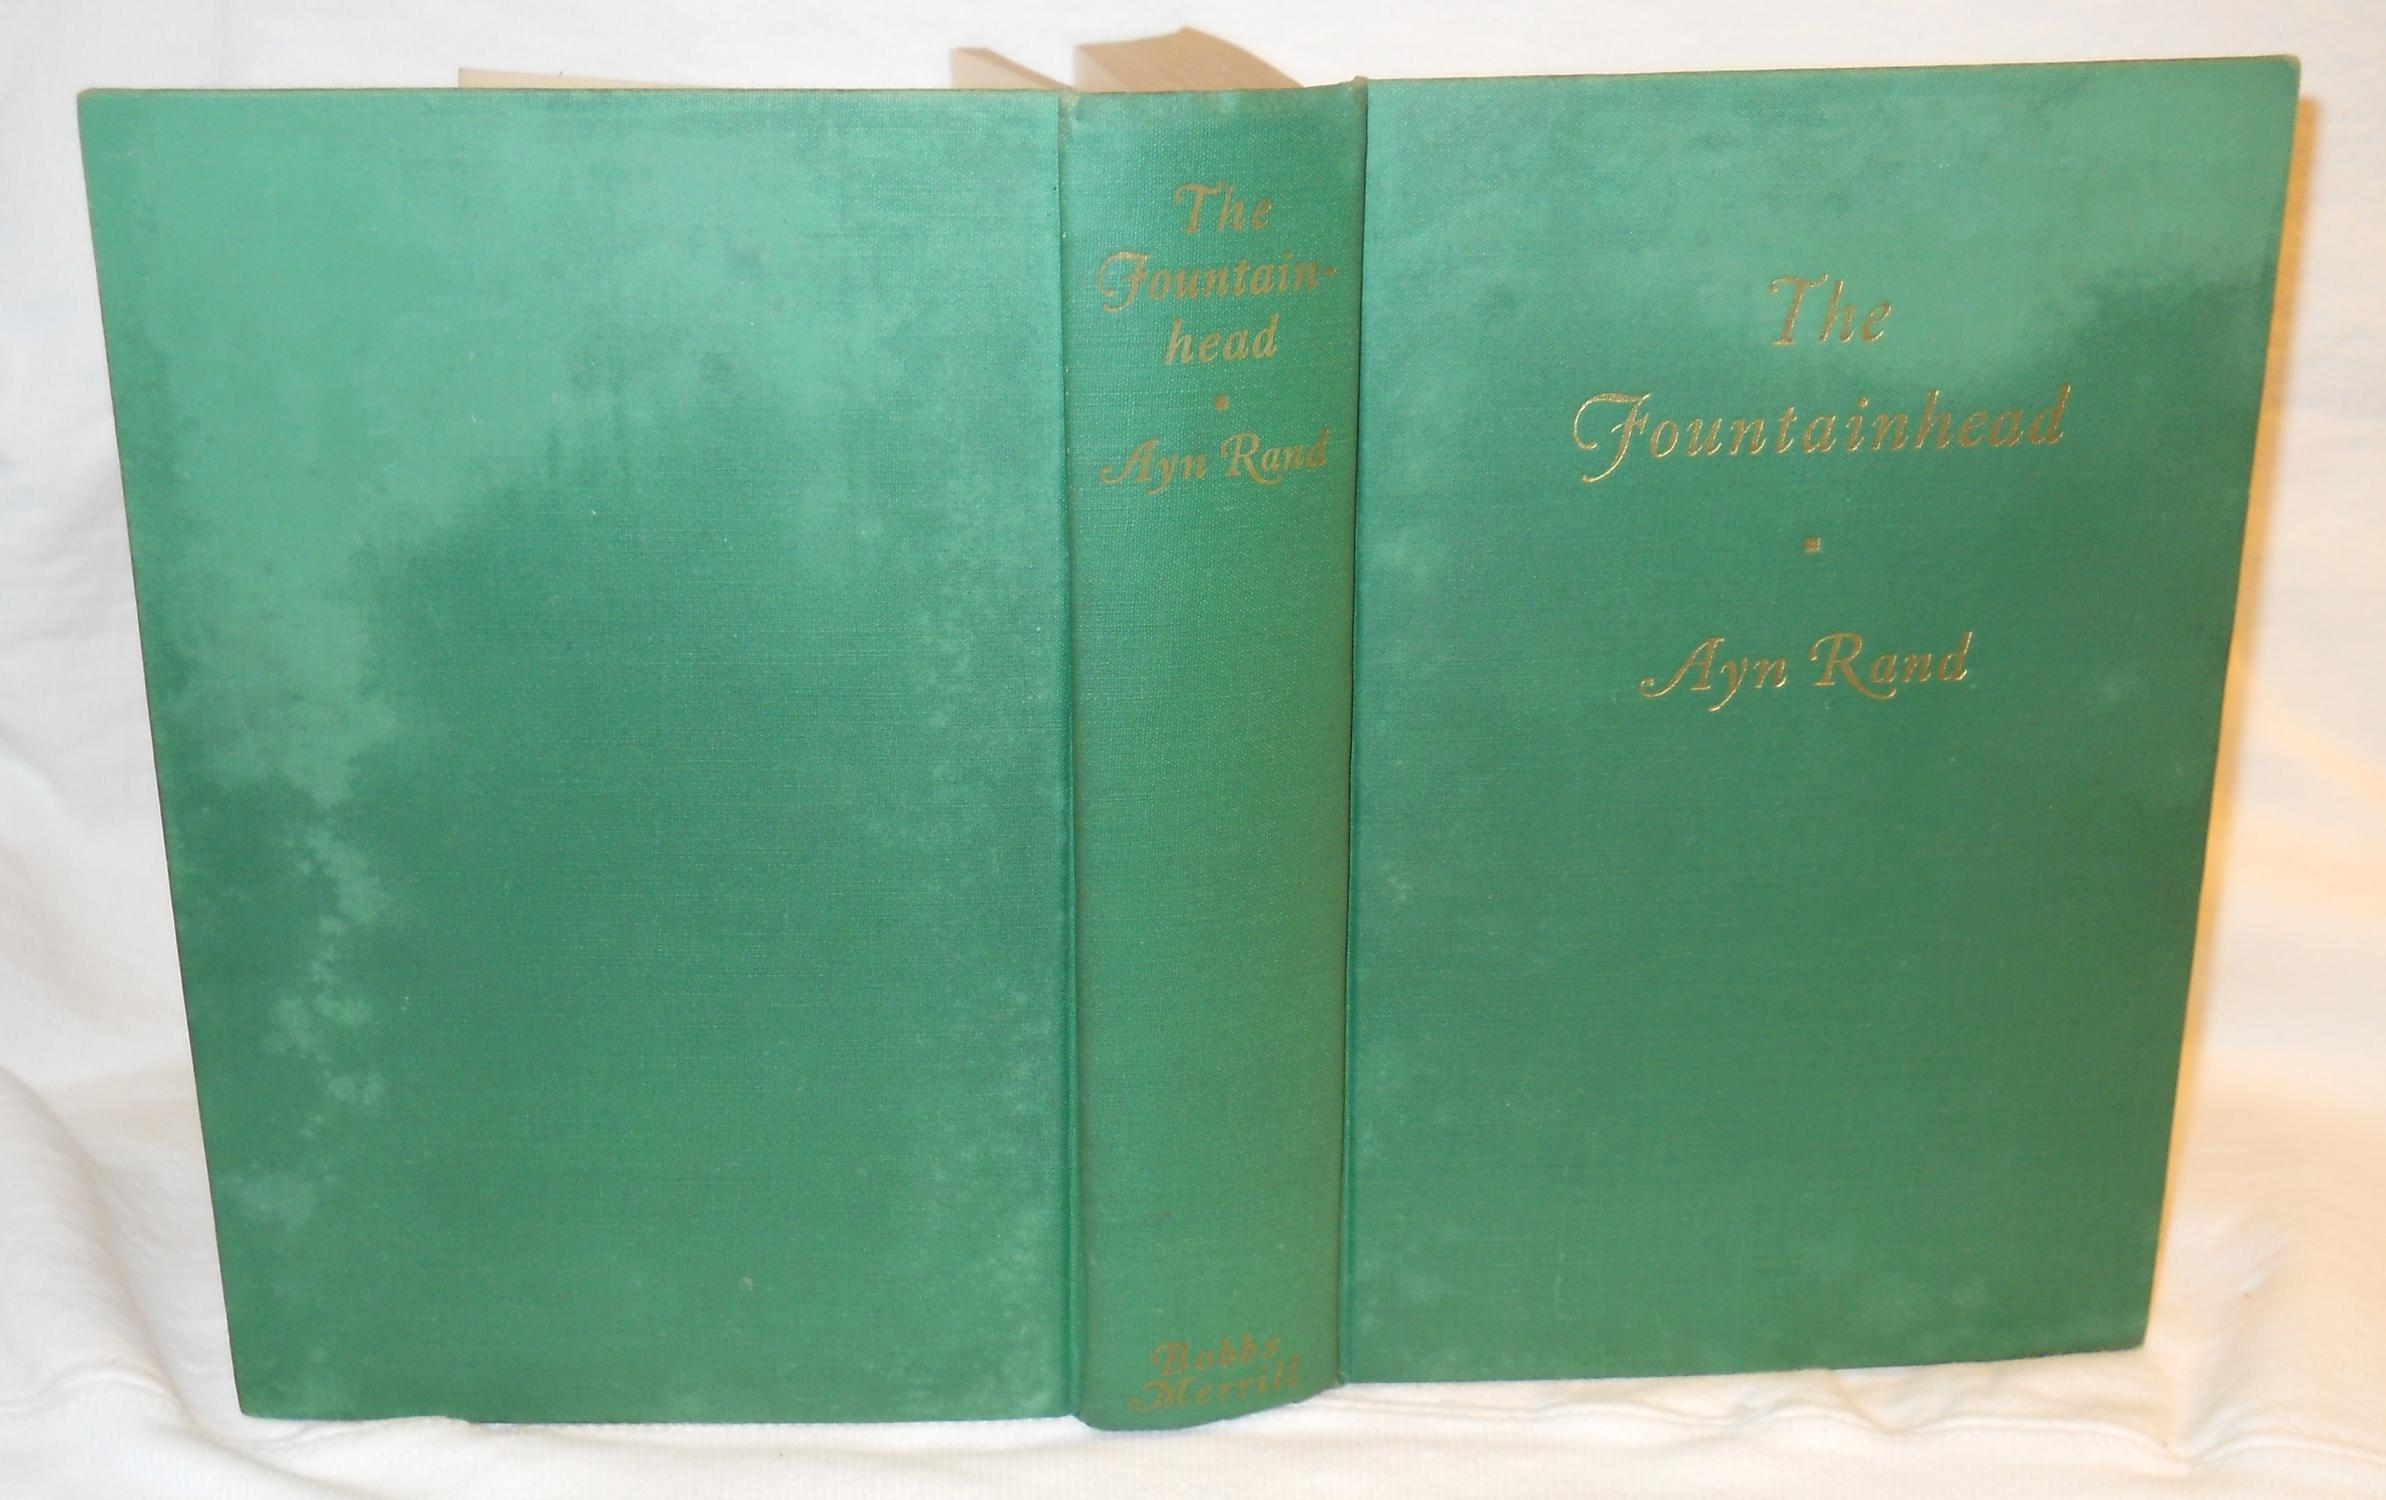 The
Fountain-
head
Ayn Rand
Bobbs
Merrill
The
Fountainhead
Ayn Rand